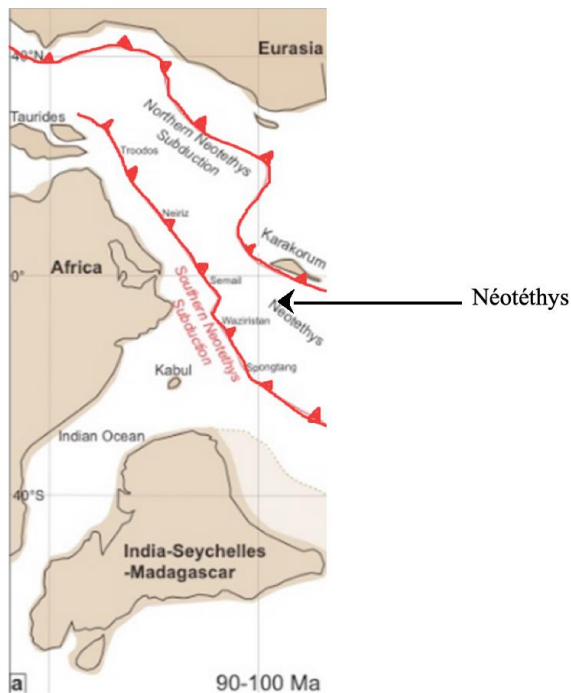 Eurasia
40°N
Taurides
Northern Neotethys
Subduction
Troodos
Neiriz
Karakorum
Africa
0°
Semail
Southern Neotethys
Subduction
Néotéthys
Neotethys
Waziristan
Spongtang
Kabul
Indian Ocean
40°S
India-Seychelles
-Madagascar
a
90-100 Ma